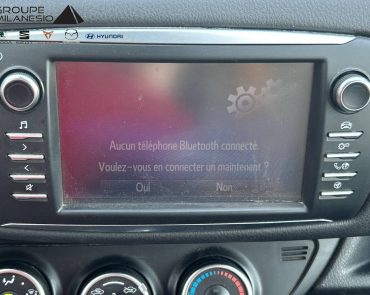 GROUPE
MILANESIO
HYUNDAI
Aucun téléphone Bluetooth connecté.
Voulez-vous en connecter un maintenant ?
Oui Non